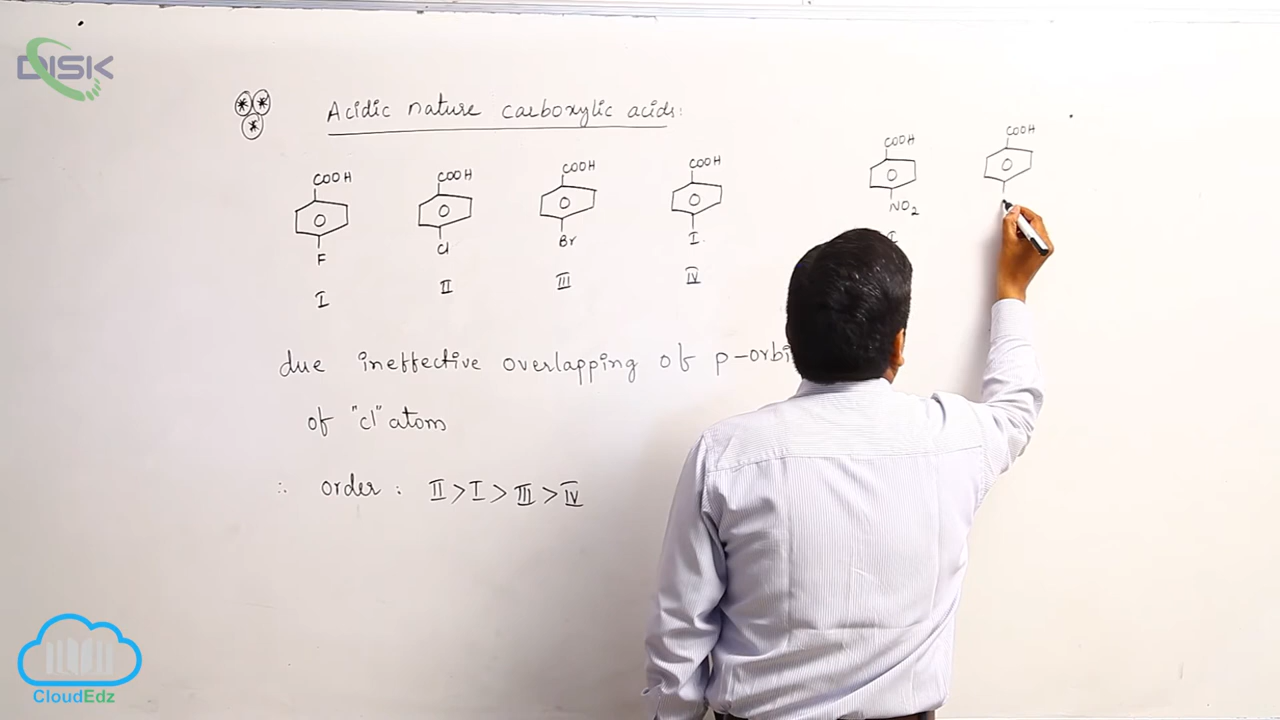 DISK
Acidic nature carboxylic acids:
COOH COOH COOH COOH
F Cl Br I
I II III IV
COOH COOH
NO2
I
due ineffective overlapping of p-orbi
of "cl" atom
∴ order: II > I > III > IV
CloudEdz